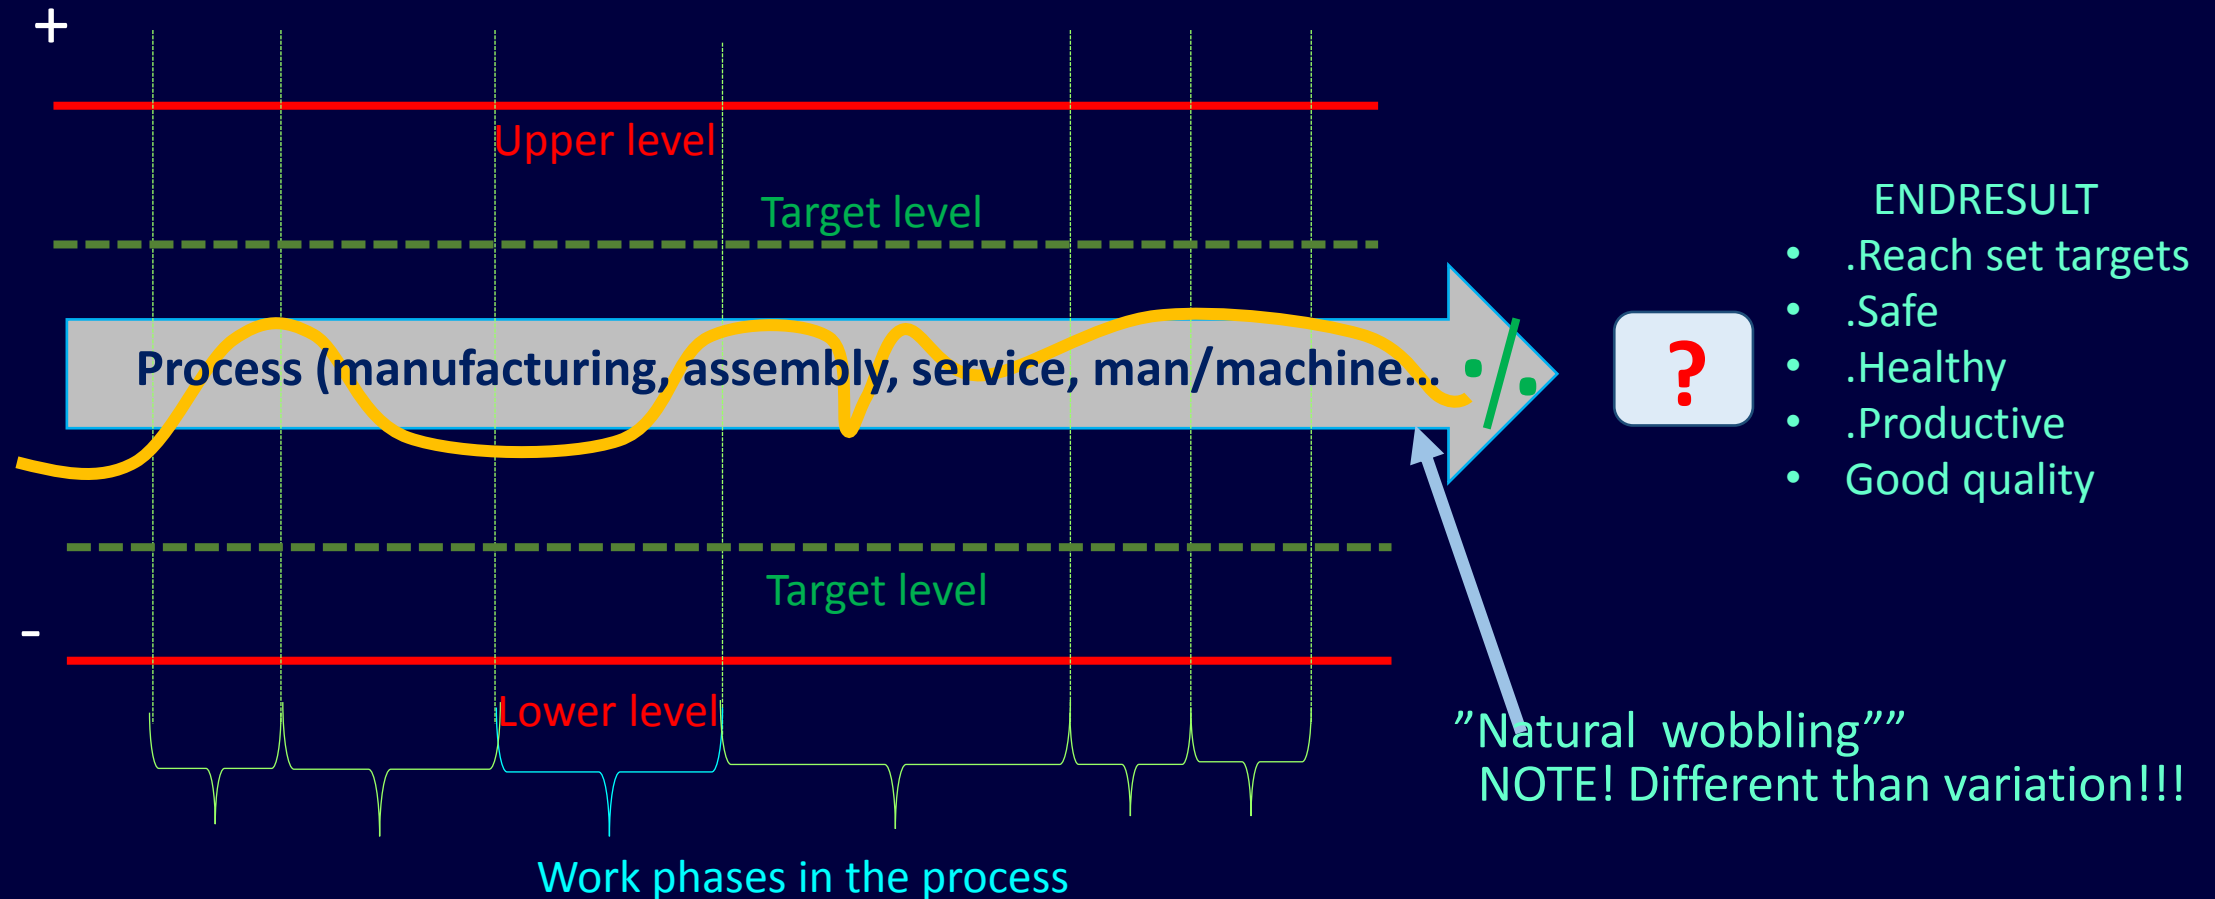 +
Upper level
Target level
Process (manufacturing, assembly, service, man/machine...
./.
?
ENDRESULT
• .Reach set targets
• .Safe
• .Healthy
• .Productive
• Good quality
Target level
-
Lower level
”Natural wobbling””
NOTE! Different than variation!!!
Work phases in the process